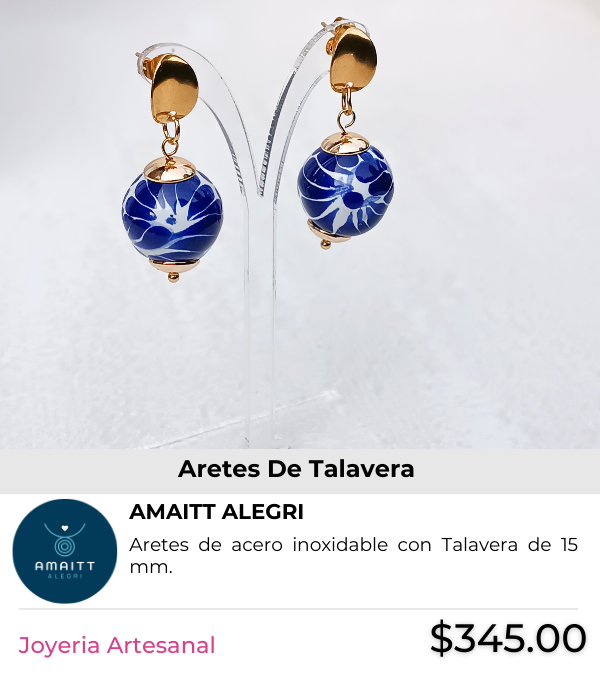 Aretes De Talavera
AMAITT ALEGRI
Aretes de acero inoxidable con Talavera de 15
mm.
AMAITT
ALEGRI
Joyeria Artesanal
$345.00